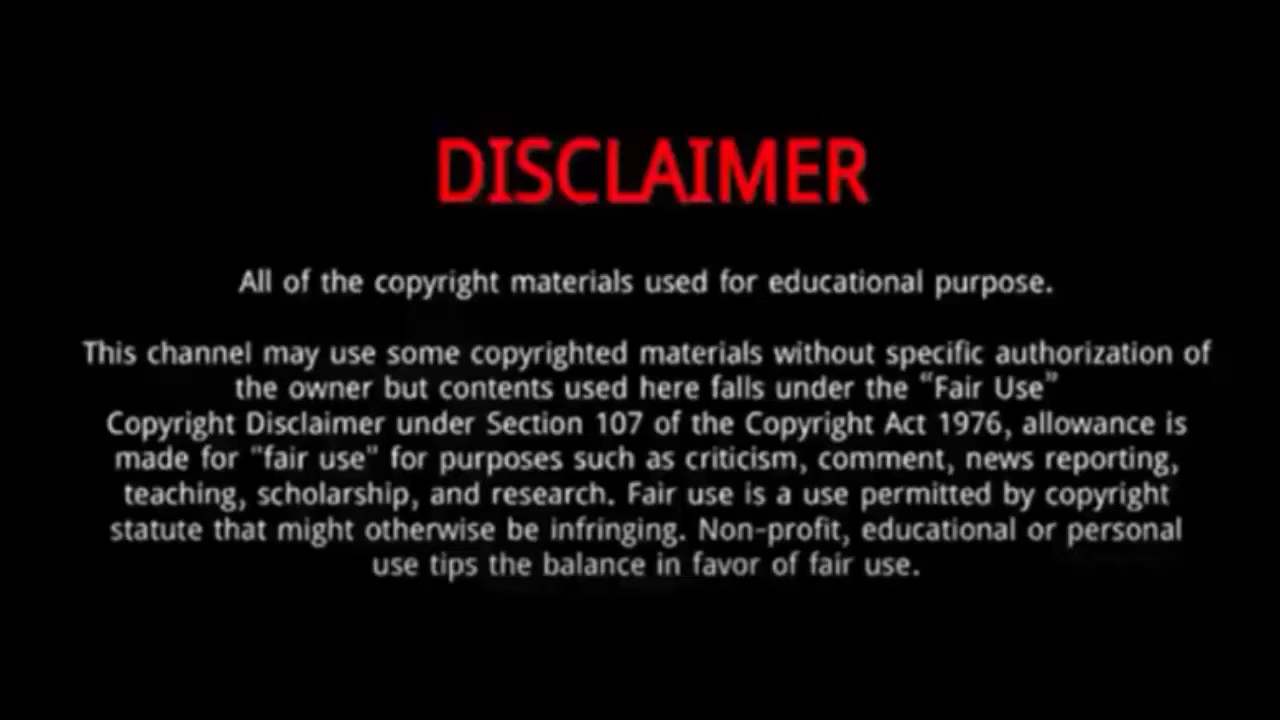 DISCLAIMER
All of the copyright materials used for educational purpose.
This channel may use some copyrighted materials without specific authorization of
the owner but contents used here falls under the “Fair Use”
Copyright Disclaimer under Section 107 of the Copyright Act 1976, allowance is
made for "fair use" for purposes such as criticism, comment, news reporting,
teaching, scholarship, and research. Fair use is a use permitted by copyright
statute that might otherwise be infringing. Non-profit, educational or personal
use tips the balance in favor of fair use.